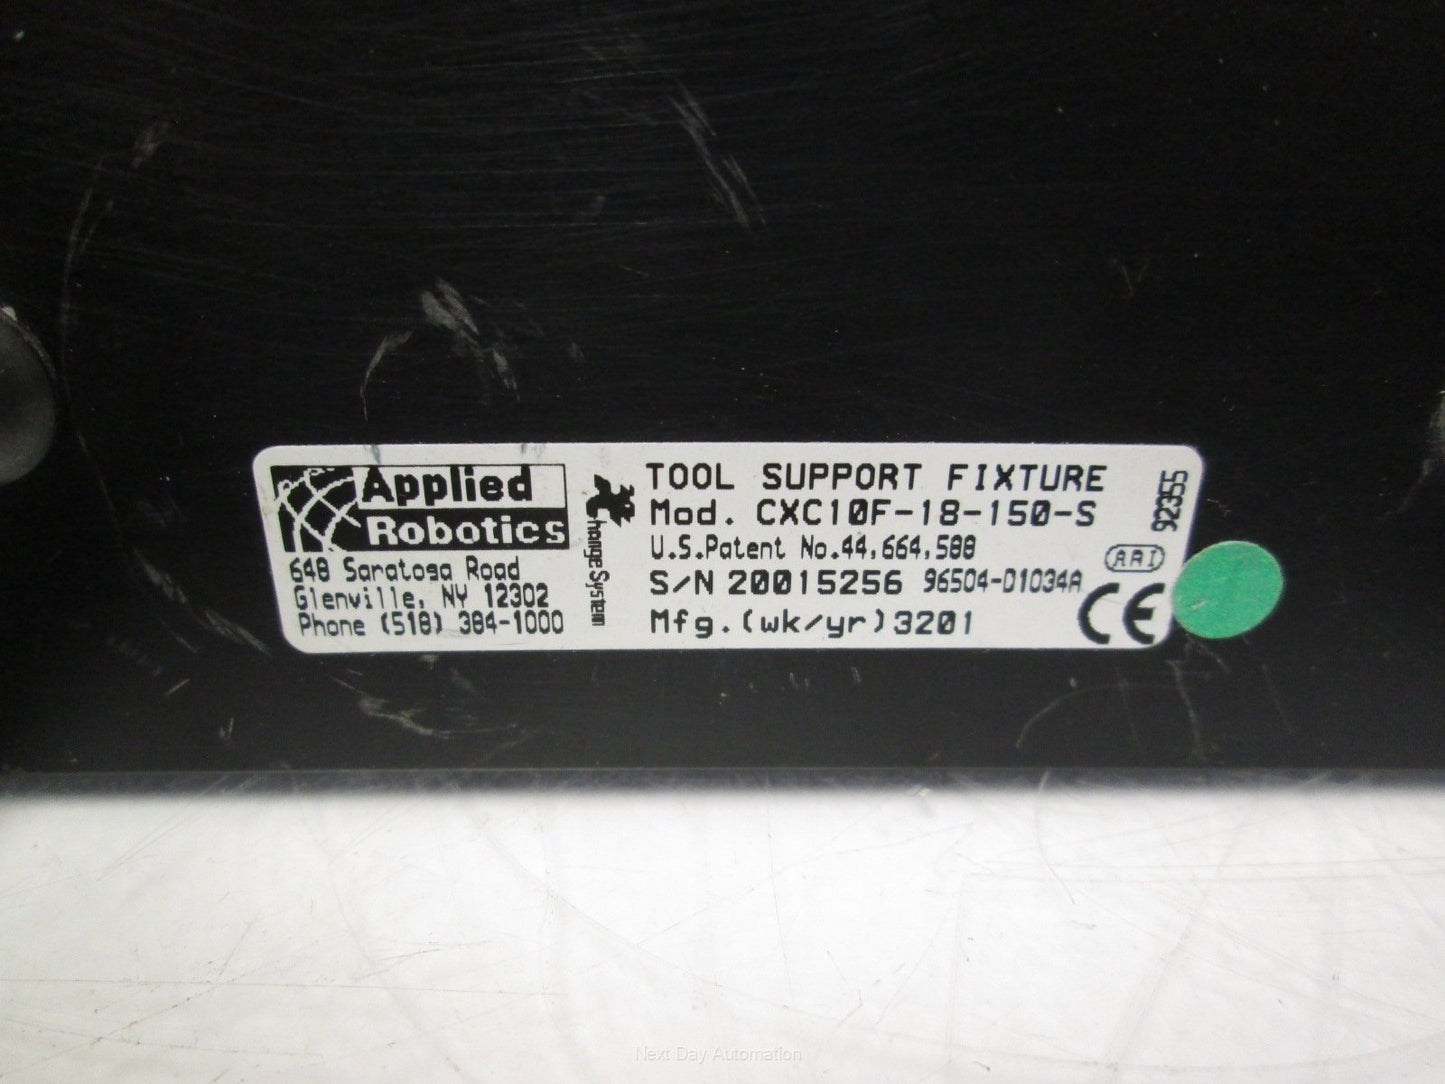 Applied
Robotics
648 Saratoga Road
Glenville, NY 12302
Phone (518) 384-1000
XChange System
TOOL SUPPORT FIXTURE
Mod. CXC10F-18-150-S
U.S.Patent No.44,664,588
S/N 20015256 96504-D1034A
Mfg.(wk/yr)3201
92355
ARI
CE
Next Day Automation